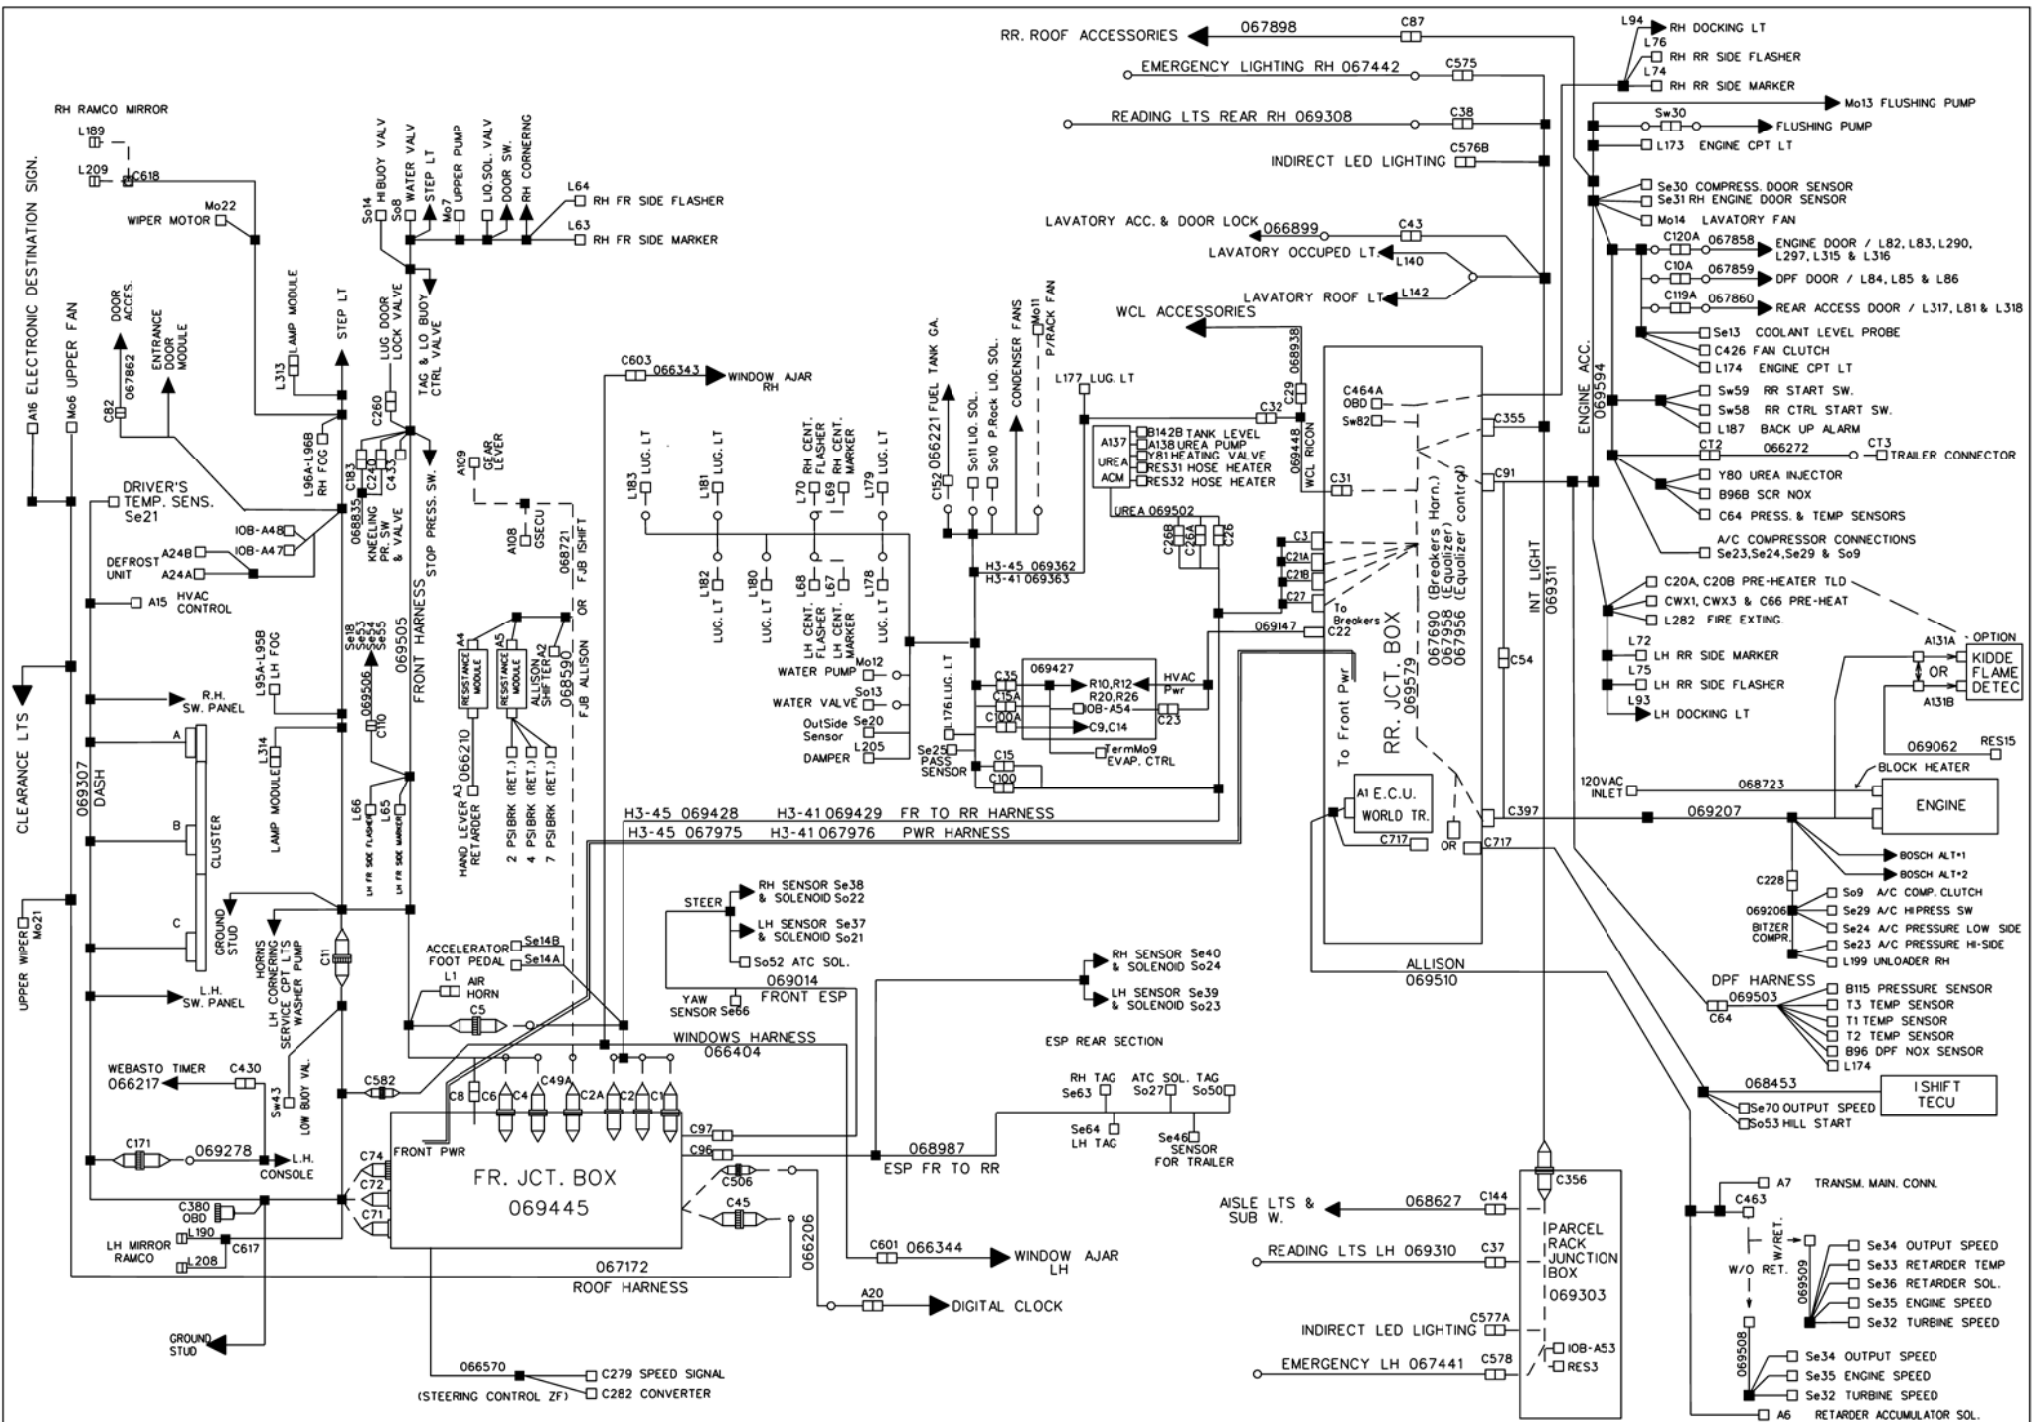 RR. ROOF ACCESSORIES
067898
C87
EMERGENCY LIGHTING RH 067442
C575
READING LTS REAR RH 069308
C38
INDIRECT LED LIGHTING
C576B
LAVATORY ACC. & DOOR LOCK
066899
C43
LAVATORY OCCUPED LT.
L140
LAVATORY ROOF LT
L142
WCL ACCESSORIES
L94
RH DOCKING LT
L76
RH RR SIDE FLASHER
L74
RH RR SIDE MARKER
Mo13 FLUSHING PUMP
Sw30
FLUSHING PUMP
L173 ENGINE CPT LT
Se30 COMPRESS. DOOR SENSOR
Se31 RH ENGINE DOOR SENSOR
Mo14 LAVATORY FAN
C120A
067858
ENGINE DOOR / L82, L83, L290,
L297, L315 & L316
C10A
067859
DPF DOOR / L84, L85 & L86
C119A
067860
REAR ACCESS DOOR / L317, L81 & L318
Se13 COOLANT LEVEL PROBE
C426 FAN CLUTCH
L174 ENGINE CPT LT
Sw59 RR START SW.
Sw58 RR CTRL START SW.
L187 BACK UP ALARM
CT2
066272
CT3
TRAILER CONNECTOR
Y80 UREA INJECTOR
B96B SCR NOX
C64 PRESS. & TEMP SENSORS
A/C COMPRESSOR CONNECTIONS
Se23,Se24,Se29 & So9
C20A, C20B PRE-HEATER TLD
CWX1, CWX3 & C66 PRE-HEAT
L282 FIRE EXTING.
L72
LH RR SIDE MARKER
L75
LH RR SIDE FLASHER
L93
LH DOCKING LT
ENGINE ACC.
069594
INT LIGHT
069311
OPTION
A131A
KIDDE
OR
FLAME
DETEC
A131B
069062
RES15
BLOCK HEATER
120VAC
INLET
068723
ENGINE
069207
BOSCH ALT#1
BOSCH ALT#2
C228
069206
BITZER
COMPR.
So9 A/C COMP. CLUTCH
Se29 A/C HIPRESS SW
Se24 A/C PRESSURE LOW SIDE
Se23 A/C PRESSURE HI-SIDE
L199 UNLOADER RH
DPF HARNESS
069503
C64
B115 PRESSURE SENSOR
T3 TEMP SENSOR
T1 TEMP SENSOR
T2 TEMP SENSOR
B96 DPF NOX SENSOR
L174
068453
I SHIFT
TECU
Se70 OUTPUT SPEED
So53 HILL START
A7 TRANSM. MAIN. CONN.
C463
W/RET.
W/O RET.
069509
Se34 OUTPUT SPEED
Se33 RETARDER TEMP
Se36 RETARDER SOL.
Se35 ENGINE SPEED
Se32 TURBINE SPEED
069508
Se34 OUTPUT SPEED
Se35 ENGINE SPEED
Se32 TURBINE SPEED
A6 RETARDER ACCUMULATOR SOL.
RH RAMCO MIRROR
L189
L209
C618
Mo22
WIPER MOTOR
A16 ELECTRONIC DESTINATION SIGN.
Mo6 UPPER FAN
DOOR
ACCES.
C82
067862
ENTRANCE
DOOR
MODULE
L313
LAMP MODULE
STEP LT
So14 HI BUOY VALV
So8 WATER VALV
STEP LT
Mo7 UPPER PUMP
LIQ.SOL. VALV
DOOR SW.
RH CORNERING
L64
RH FR SIDE FLASHER
L63
RH FR SIDE MARKER
LUG DOOR
LOCK VALVE
C260
TAG & LO BUOY
CTRL VALVE
L96A-L96B
RH FOG
C183
C240
C433
068835
KNEELING
PR. SW
& VALVE
STOP PRESS. SW.
DRIVER'S
TEMP. SENS.
Se21
IOB-A48
IOB-A47
DEFROST
UNIT
A24B
A24A
A15 HVAC
CONTROL
Se18
Se53
Se54
Se55
069506
C110
069505
FRONT HARNESS
L95A-L95B
LH FOG
R.H.
SW. PANEL
CLEARANCE LTS
069307
DASH
A
B
C
CLUSTER
L314
LAMP MODULE
L66
LH FR SIDE FLASHER
L65
LH FR SIDE MARKER
UPPER WIPER
Mo21
L.H.
SW. PANEL
GROUND
STUD
HORNS
LH CORNERING
SERVICE CPT LTS
WASHER PUMP
C11
WEBASTO TIMER
066217
C430
Sw43
LOW BUOY VAL.
C582
C171
069278
L.H.
CONSOLE
C380
OBD
L190
LH MIRROR
RAMCO
L208
C617
GROUND
STUD
A109
GEAR
LEVER
A108
GSECU
068721
FJB ISHIFT
OR
068590
FJB ALLISON
A4
RESISTANCE
MODULE
A5
RESISTANCE
MODULE
ALLISON
SHIFTER A2
HAND LEVER A3 066210
RETARDER
2 PSIBRK (RET.)
4 PSIBRK (RET.)
7 PSIBRK (RET.)
C603
066343
WINDOW AJAR
RH
L183
LUG. LT
L181
LUG. LT
L70
RH CENT.
FLASHER
L69
RH CENT.
MARKER
L179
LUG. LT
L182
LUG. LT
L180
LUG. LT
L68
LH CENT.
FLASHER
L67
LH CENT.
MARKER
L178
LUG. LT
C152 066221 FUEL TANK GA.
So11 LIQ. SOL.
So10 P.Rock LIQ. SOL.
CONDENSER FANS
Mo11
P/RACK FAN
H3-45 069362
H3-41 069363
L177 LUG. LT
A137
UREA
ACM
B142B TANK LEVEL
A138 UREA PUMP
Y81 HEATING VALVE
RES31 HOSE HEATER
RES32 HOSE HEATER
UREA 069502
C26B
C26A
C26
C32
C29
068938
069448
WCL RICON
C31
C464A
OBD
Sw82
C355
C91
C3
C21A
C21B
C27
To
Breakers
069147
C22
RR. JCT. BOX
069579
067690 (Breakers Harn.)
067958 (Equalizer)
067956 (Equalizer control)
C54
To Front Pwr
A1 E.C.U.
WORLD TR.
C717
OR
C717
C397
ALLISON
069510
Mo12
WATER PUMP
So13
WATER VALVE
OutSide
Sensor
Se20
L205
DAMPER
L176 LUG. LT
Se25
PASS
SENSOR
C35
C15A
C100A
C15
C100
069427
R10,R12
R20,R26
IOB-A54
C9,C14
HVAC
Pwr
C23
TermMo9
EVAP. CTRL
H3-45 069428 H3-41 069429 FR TO RR HARNESS
H3-45 067975 H3-41 067976 PWR HARNESS
STEER
RH SENSOR Se38
& SOLENOID So22
LH SENSOR Se37
& SOLENOID So21
So52 ATC SOL.
069014
FRONT ESP
YAW
SENSOR Se66
ACCELERATOR
FOOT PEDAL
Se14B
Se14A
L1
AIR
HORN
C5
WINDOWS HARNESS
066404
RH SENSOR Se40
& SOLENOID So24
LH SENSOR Se39
& SOLENOID So23
ESP REAR SECTION
RH TAG
Se63
ATC SOL. TAG
So27
So50
Se64
LH TAG
Se46
SENSOR
FOR TRAILER
068987
ESP FR TO RR
C8
C6
C4
C49A
C2A
C2
C1
C97
C96
FRONT PWR
C74
C72
C71
FR. JCT. BOX
069445
C506
C45
066206
067172
ROOF HARNESS
C601
066344
WINDOW AJAR
LH
A20
DIGITAL CLOCK
066570
(STEERING CONTROL ZF)
C279 SPEED SIGNAL
C282 CONVERTER
AISLE LTS &
SUB W.
068627
C144
READING LTS LH 069310
C37
INDIRECT LED LIGHTING
C577A
EMERGENCY LH 067441
C578
C356
PARCEL
RACK
JUNCTION
BOX
069303
IOB-A53
RES3